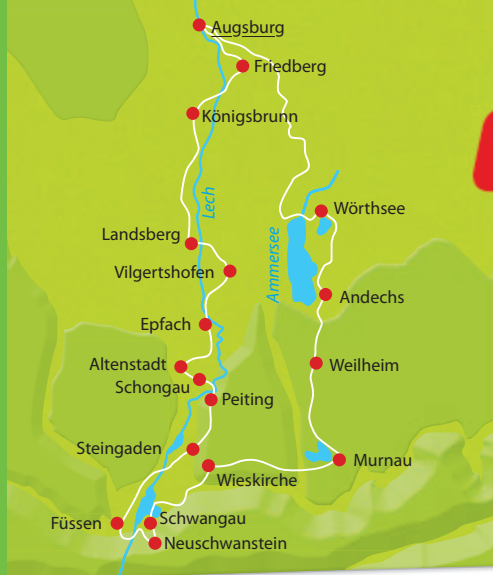 Augsburg
Friedberg
Königsbrunn
Lech
Wörthsee
Landsberg
Ammersee
Vilgertshofen
Andechs
Epfach
Altenstadt
Weilheim
Schongau
Peiting
Steingaden
Murnau
Wieskirche
Füssen
Schwangau
Neuschwanstein